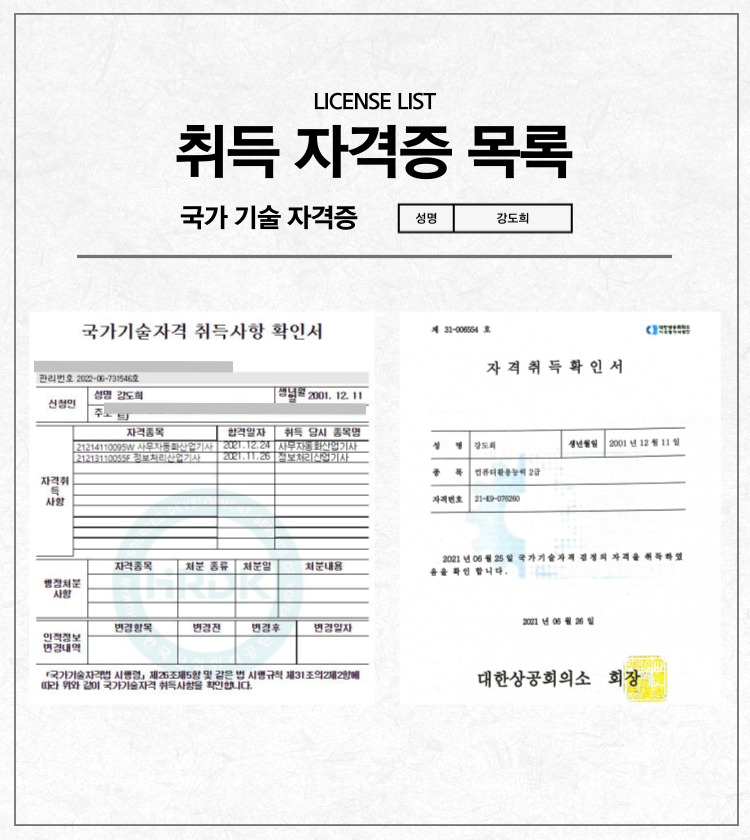 LICENSE LIST
취득 자격증 목록
국가 기술 자격증
성명 강도희
국가기술자격 취득사항 확인서
관리번호 2022-06-731546호
신청인 성명 강도희 생년월일 2001. 12. 11
자격취득사항
자격종목 합격일자 취득 당시 종목명
21214110095W 사무자동화산업기사 2021.12.24 사무자동화산업기사
21213110055F 정보처리산업기사 2021.11.26 정보처리산업기사
행정처분사항
자격종목 처분 종류 처분일 처분내용
HRDK
인적정보 변경내역
변경항목 변경전 변경후 변경일자
「국가기술자격법 시행령」 제26조제5항 및 같은 법 시행규칙 제31조의2제2항에
따라 위와 같이 국가기술자격 취득사항을 확인합니다.
제 31-006554 호
대한상공회의소
자 격 취 득 확 인 서
성 명 강도희 생년월일 2001 년 12 월 11 일
종 목 컴퓨터활용능력 2급
자격번호 21-K9-076260
2021 년 06 월 25 일 국가기술자격 검정의 자격을 취득하였
음을 확인 합니다.
2021 년 06 월 26 일
대한상공회의소 회장